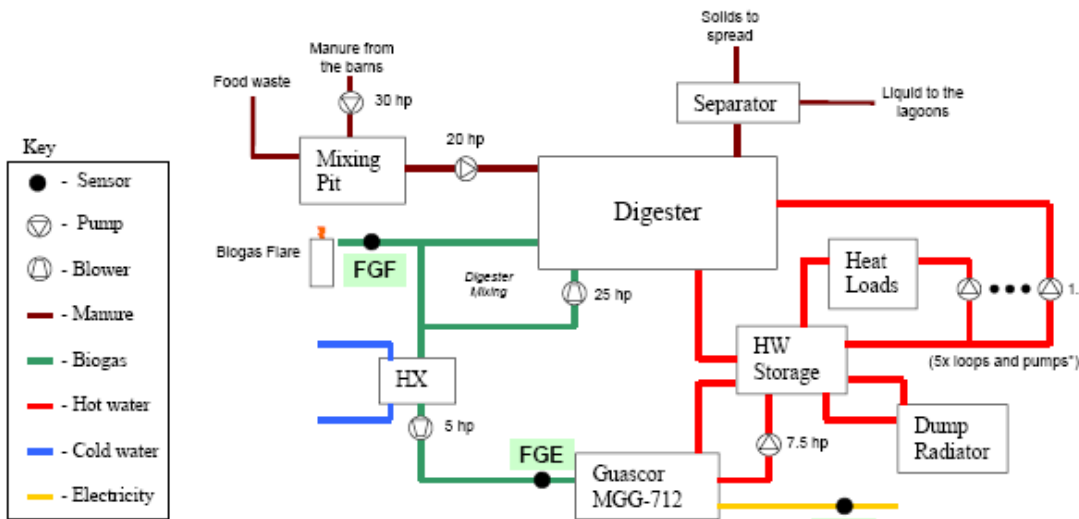 Solids to
spread
Manure from
the barns
Food waste
30 hp
Separator
Liquid to the
lagoons
Key
20 hp
Mixing
Pit
- Sensor
- Pump
Digester
Biogas Flare
FGF
Digester
Mixing
Heat
Loads
- Blower
25 hp
1.
- Manure
- Biogas
HX
HW
Storage
(5x loops and pumps*)
- Hot water
5 hp
Dump
Radiator
- Cold water
FGE
7.5 hp
Guascor
MGG-712
- Electricity